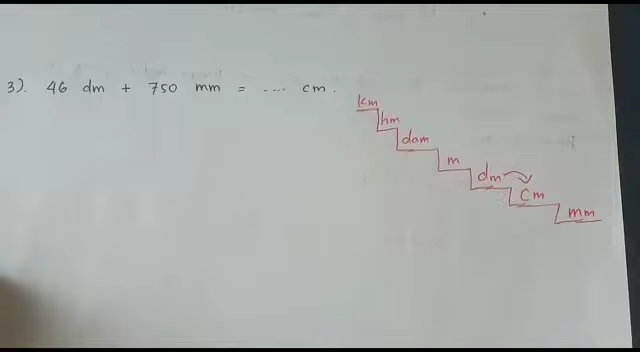 3). 46 dm + 750 mm = .... cm.
km
hm
dam
m
dm
cm
mm